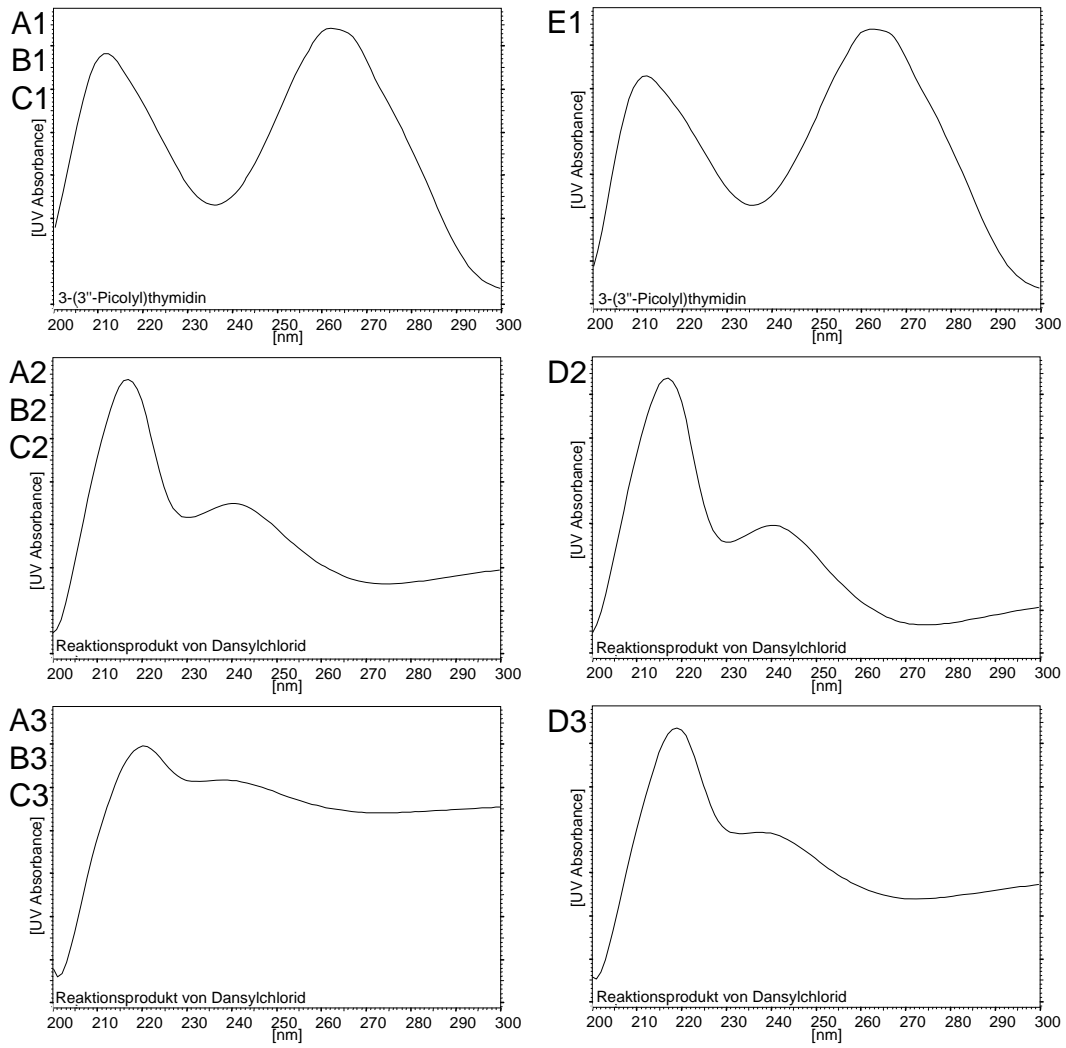 A1
B1
C1
[UV Absorbance]
3-(3"-Picolyl)thymidin
200 210 220 230 240 250 260 270 280 290 300
[nm]
E1
[UV Absorbance]
3-(3"-Picolyl)thymidin
200 210 220 230 240 250 260 270 280 290 300
[nm]
A2
B2
C2
[UV Absorbance]
Reaktionsprodukt von Dansylchlorid
200 210 220 230 240 250 260 270 280 290 300
[nm]
D2
[UV Absorbance]
Reaktionsprodukt von Dansylchlorid
200 210 220 230 240 250 260 270 280 290 300
[nm]
A3
B3
C3
[UV Absorbance]
Reaktionsprodukt von Dansylchlorid
200 210 220 230 240 250 260 270 280 290 300
[nm]
D3
[UV Absorbance]
Reaktionsprodukt von Dansylchlorid
200 210 220 230 240 250 260 270 280 290 300
[nm]